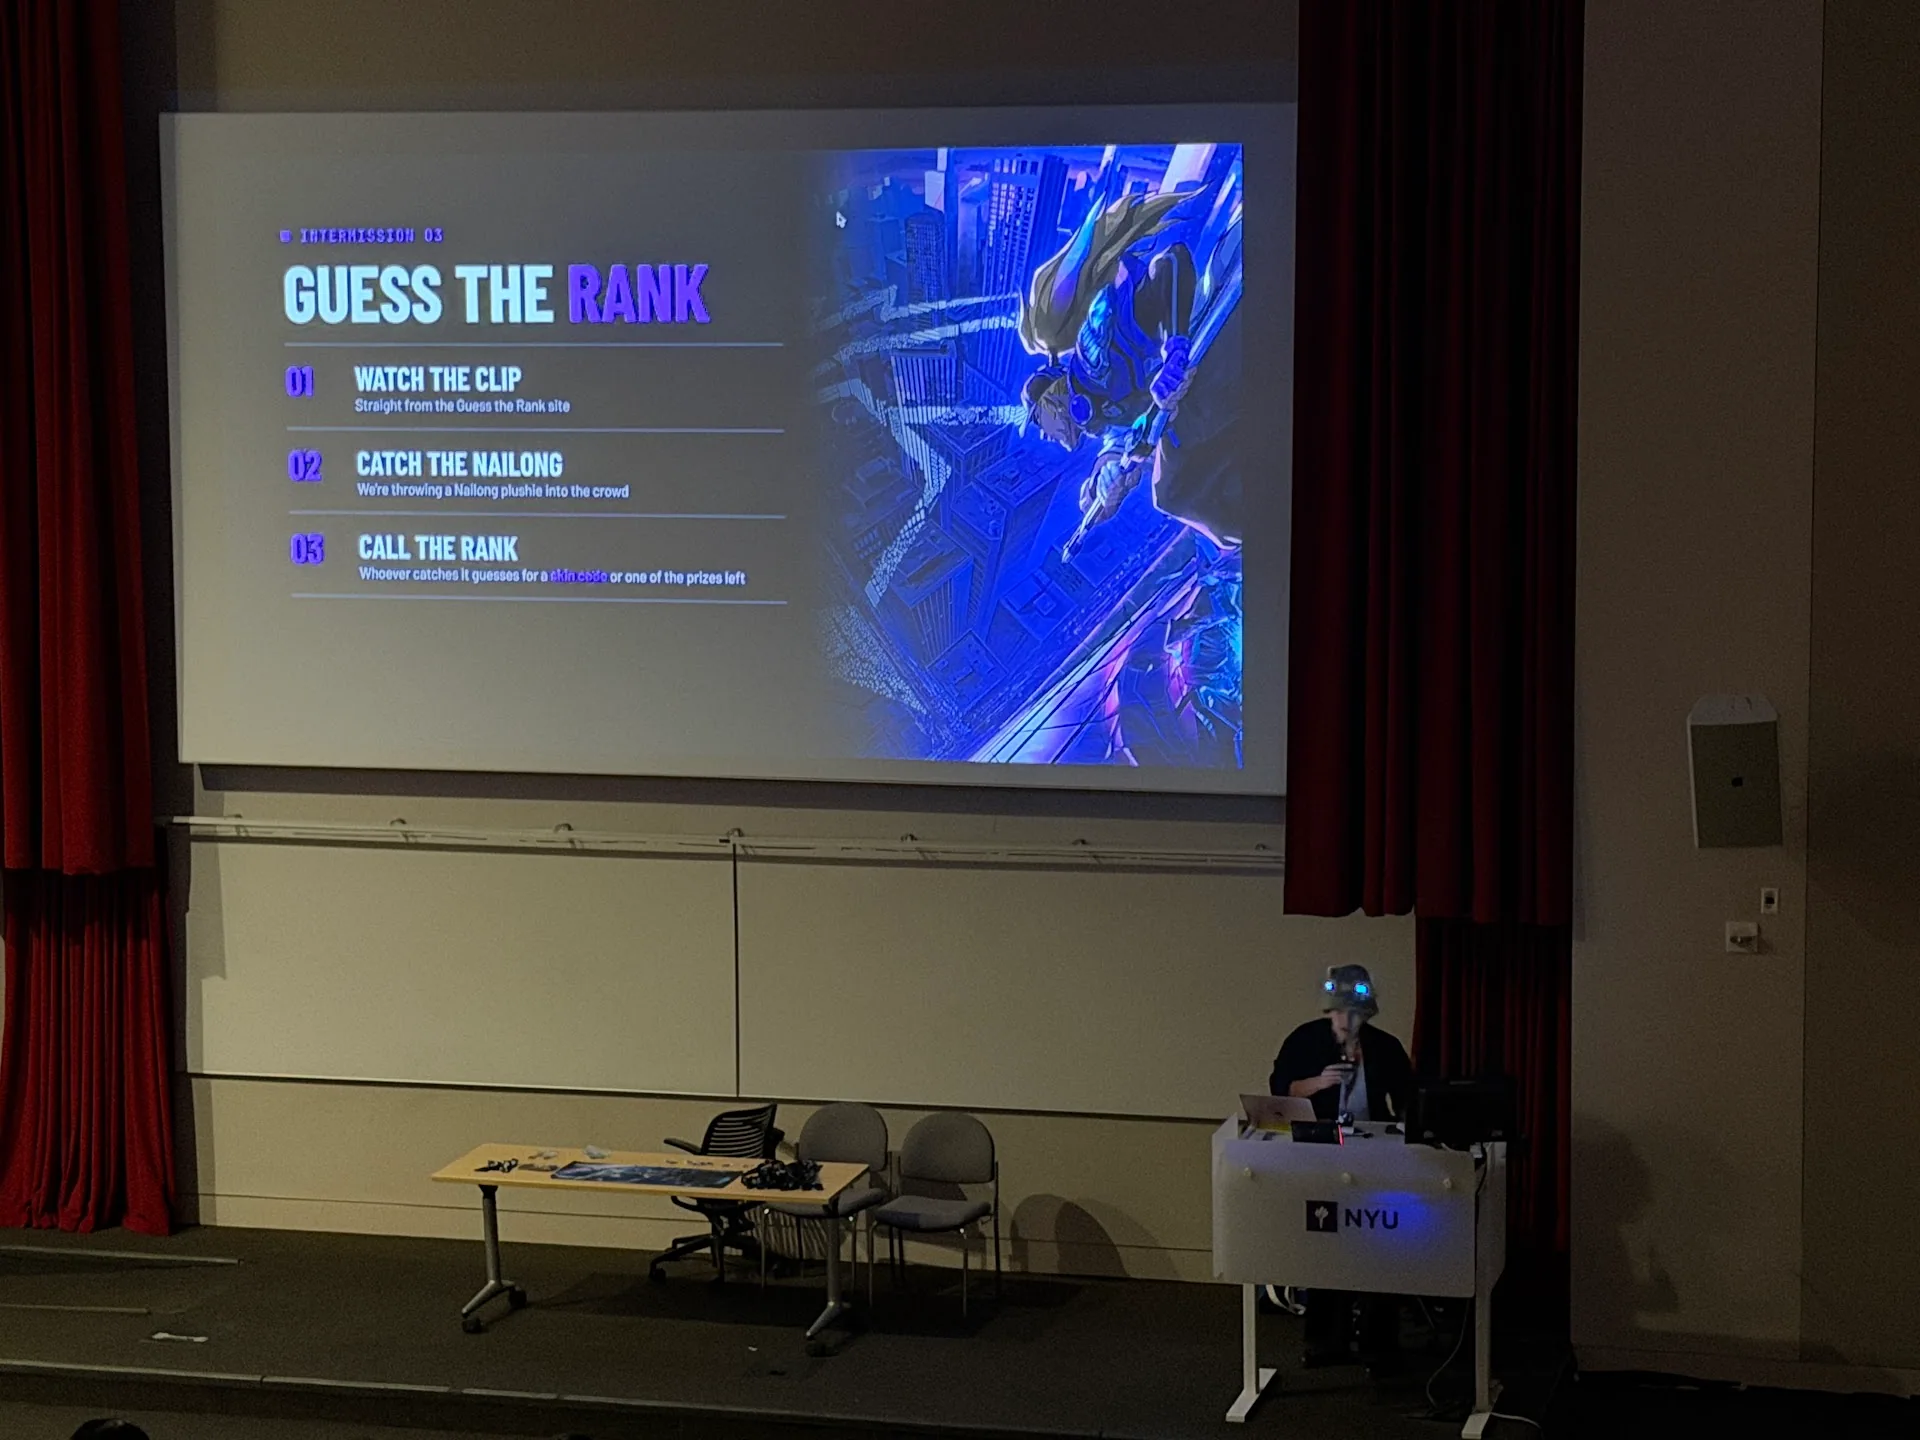 INTERMISSION 03
GUESS THE RANK
01 WATCH THE CLIP
Straight from the Guess the Rank site
02 CATCH THE NAILONG
We're throwing a Nailong plushie into the crowd
03 CALL THE RANK
Whoever catches it guesses for a skin code or one of the prizes left
NYU